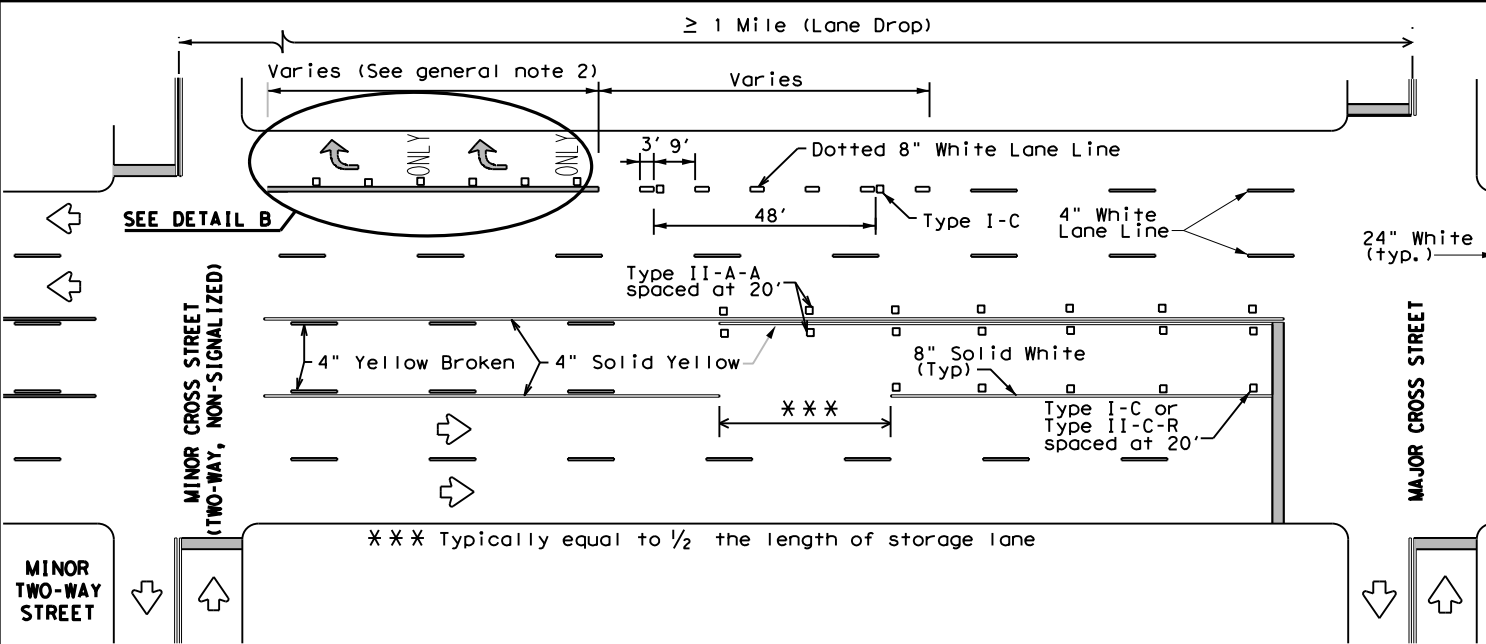 ≥ 1 Mile (Lane Drop)
Varies (See general note 2)
Varies
ONLY
ONLY
3' 9'
Dotted 8" White Lane Line
SEE DETAIL B
48'
Type I-C
4" White
Lane Line
24" White
(typ.)
Type II-A-A
spaced at 20'
MINOR CROSS STREET
(TWO-WAY, NON-SIGNALIZED)
4" Yellow Broken
4" Solid Yellow
8" Solid White
(Typ)
***
Type I-C or
Type II-C-R
spaced at 20'
MAJOR CROSS STREET
*** Typically equal to ½ the length of storage lane
MINOR
TWO-WAY
STREET